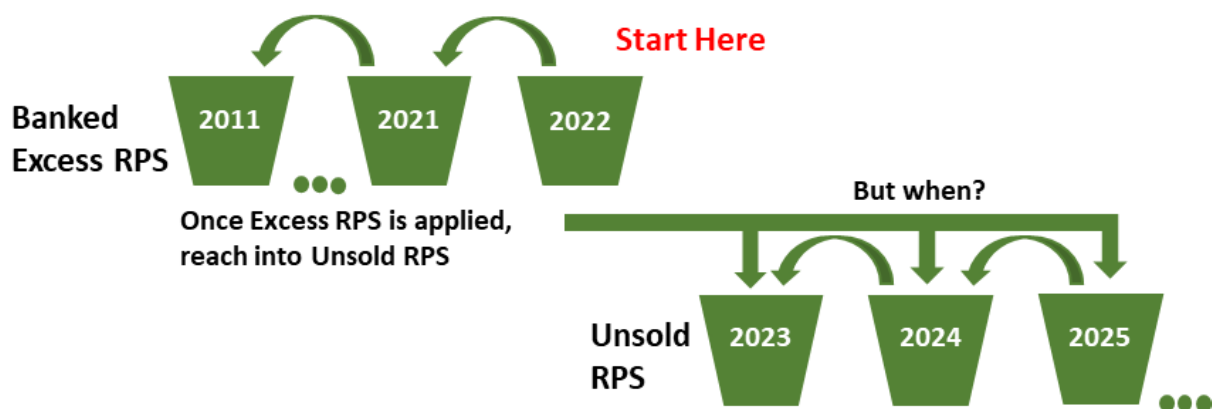 Start Here
Banked
Excess RPS
2011
2021
2022
Once Excess RPS is applied,
reach into Unsold RPS
But when?
Unsold
RPS
2023
2024
2025